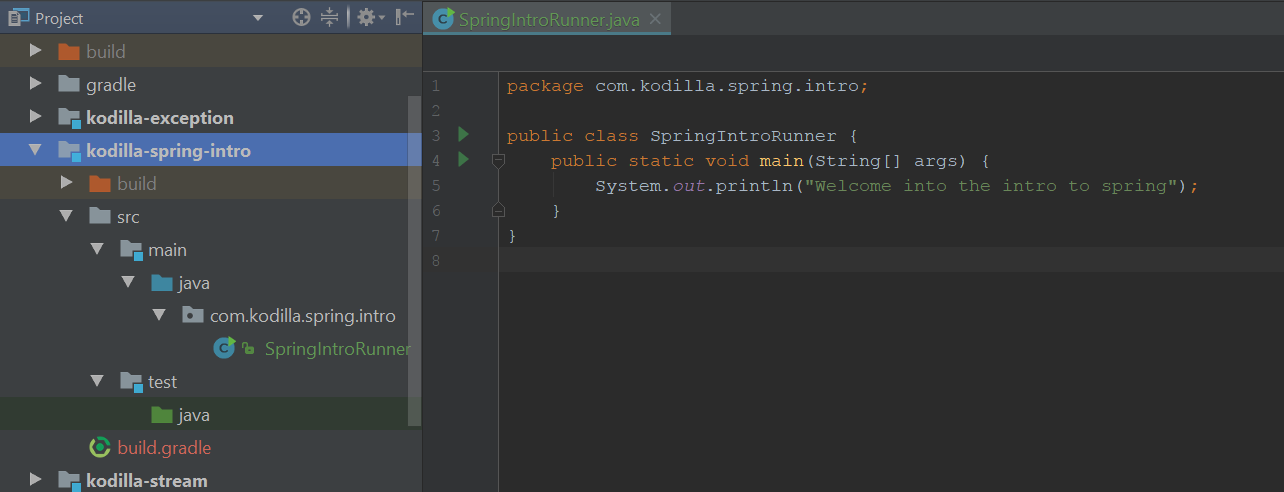 Project
build
gradle
kodilla-exception
kodilla-spring-intro
build
src
main
java
com.kodilla.spring.intro
SpringIntroRunner
test
java
build.gradle
kodilla-stream
SpringIntroRunner.java
1 package com.kodilla.spring.intro;
2
3 public class SpringIntroRunner {
4 public static void main(String[] args) {
5 System.out.println("Welcome into the intro to spring");
6 }
7 }
8